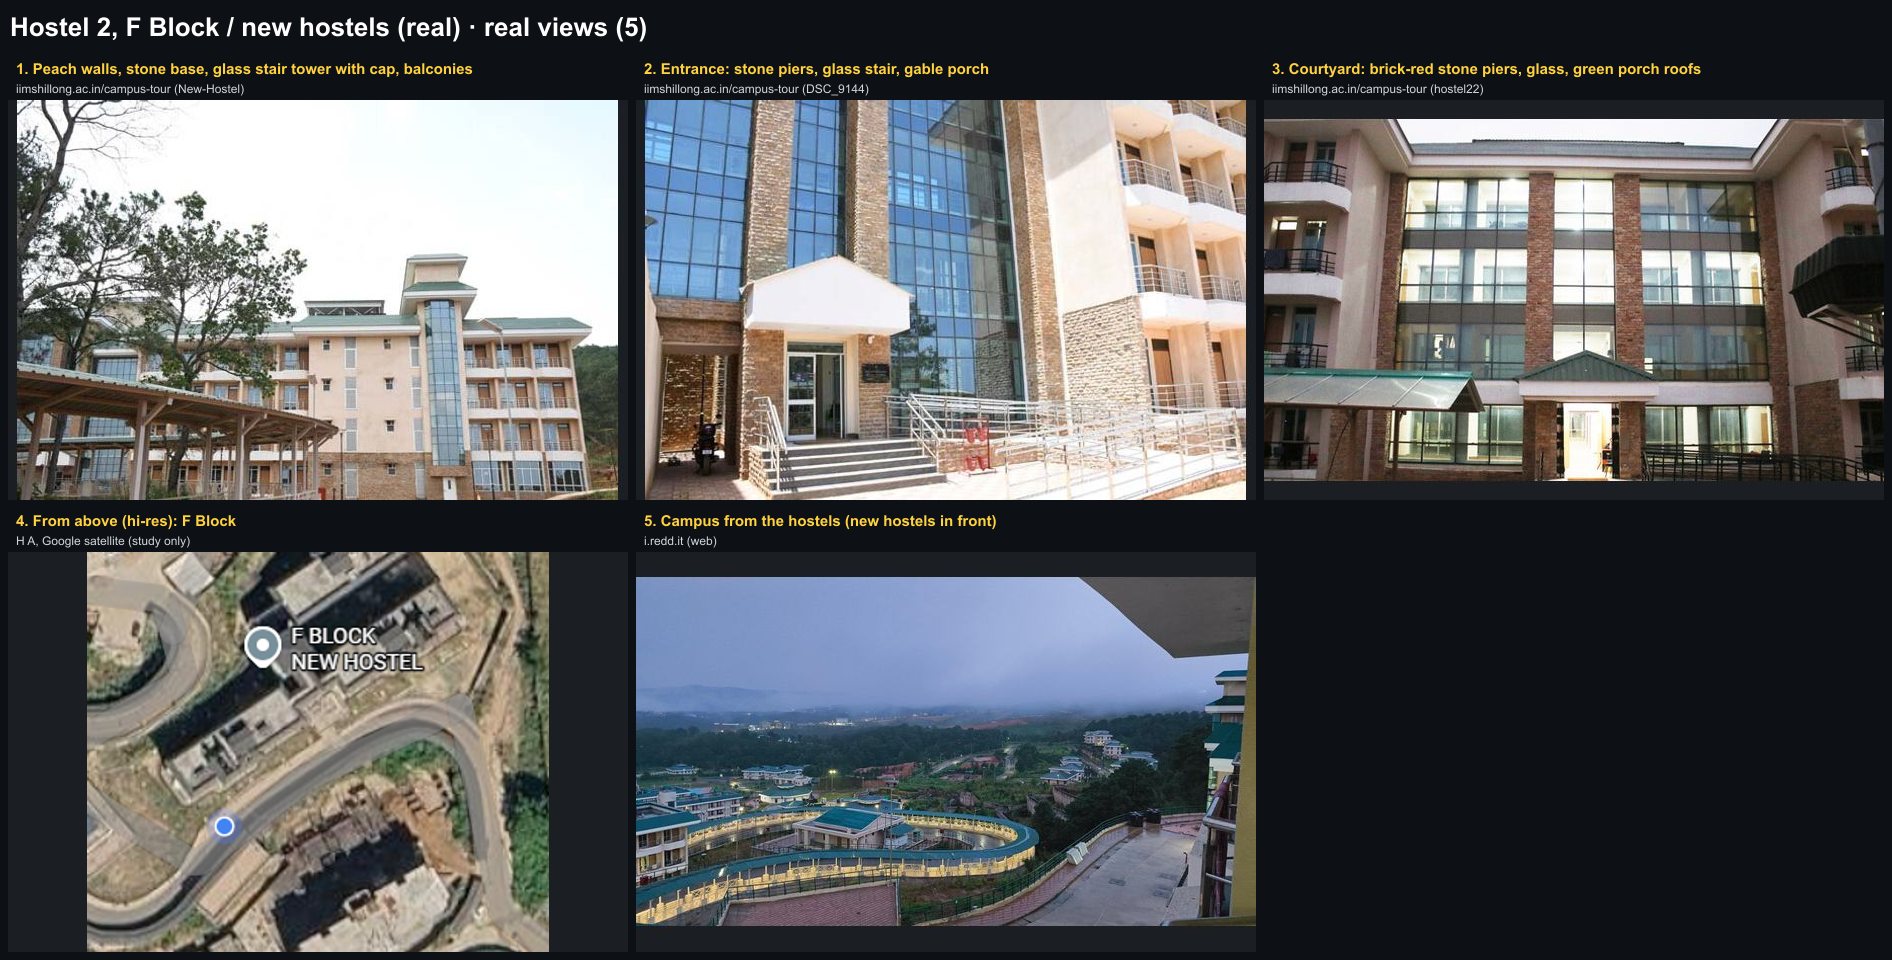 Hostel 2, F Block / new hostels (real) · real views (5)
1. Peach walls, stone base, glass stair tower with cap, balconies
iimshillong.ac.in/campus-tour (New-Hostel)
2. Entrance: stone piers, glass stair, gable porch
iimshillong.ac.in/campus-tour (DSC_9144)
3. Courtyard: brick-red stone piers, glass, green porch roofs
iimshillong.ac.in/campus-tour (hostel22)
4. From above (hi-res): F Block
H A, Google satellite (study only)
F BLOCK
NEW HOSTEL
5. Campus from the hostels (new hostels in front)
i.redd.it (web)